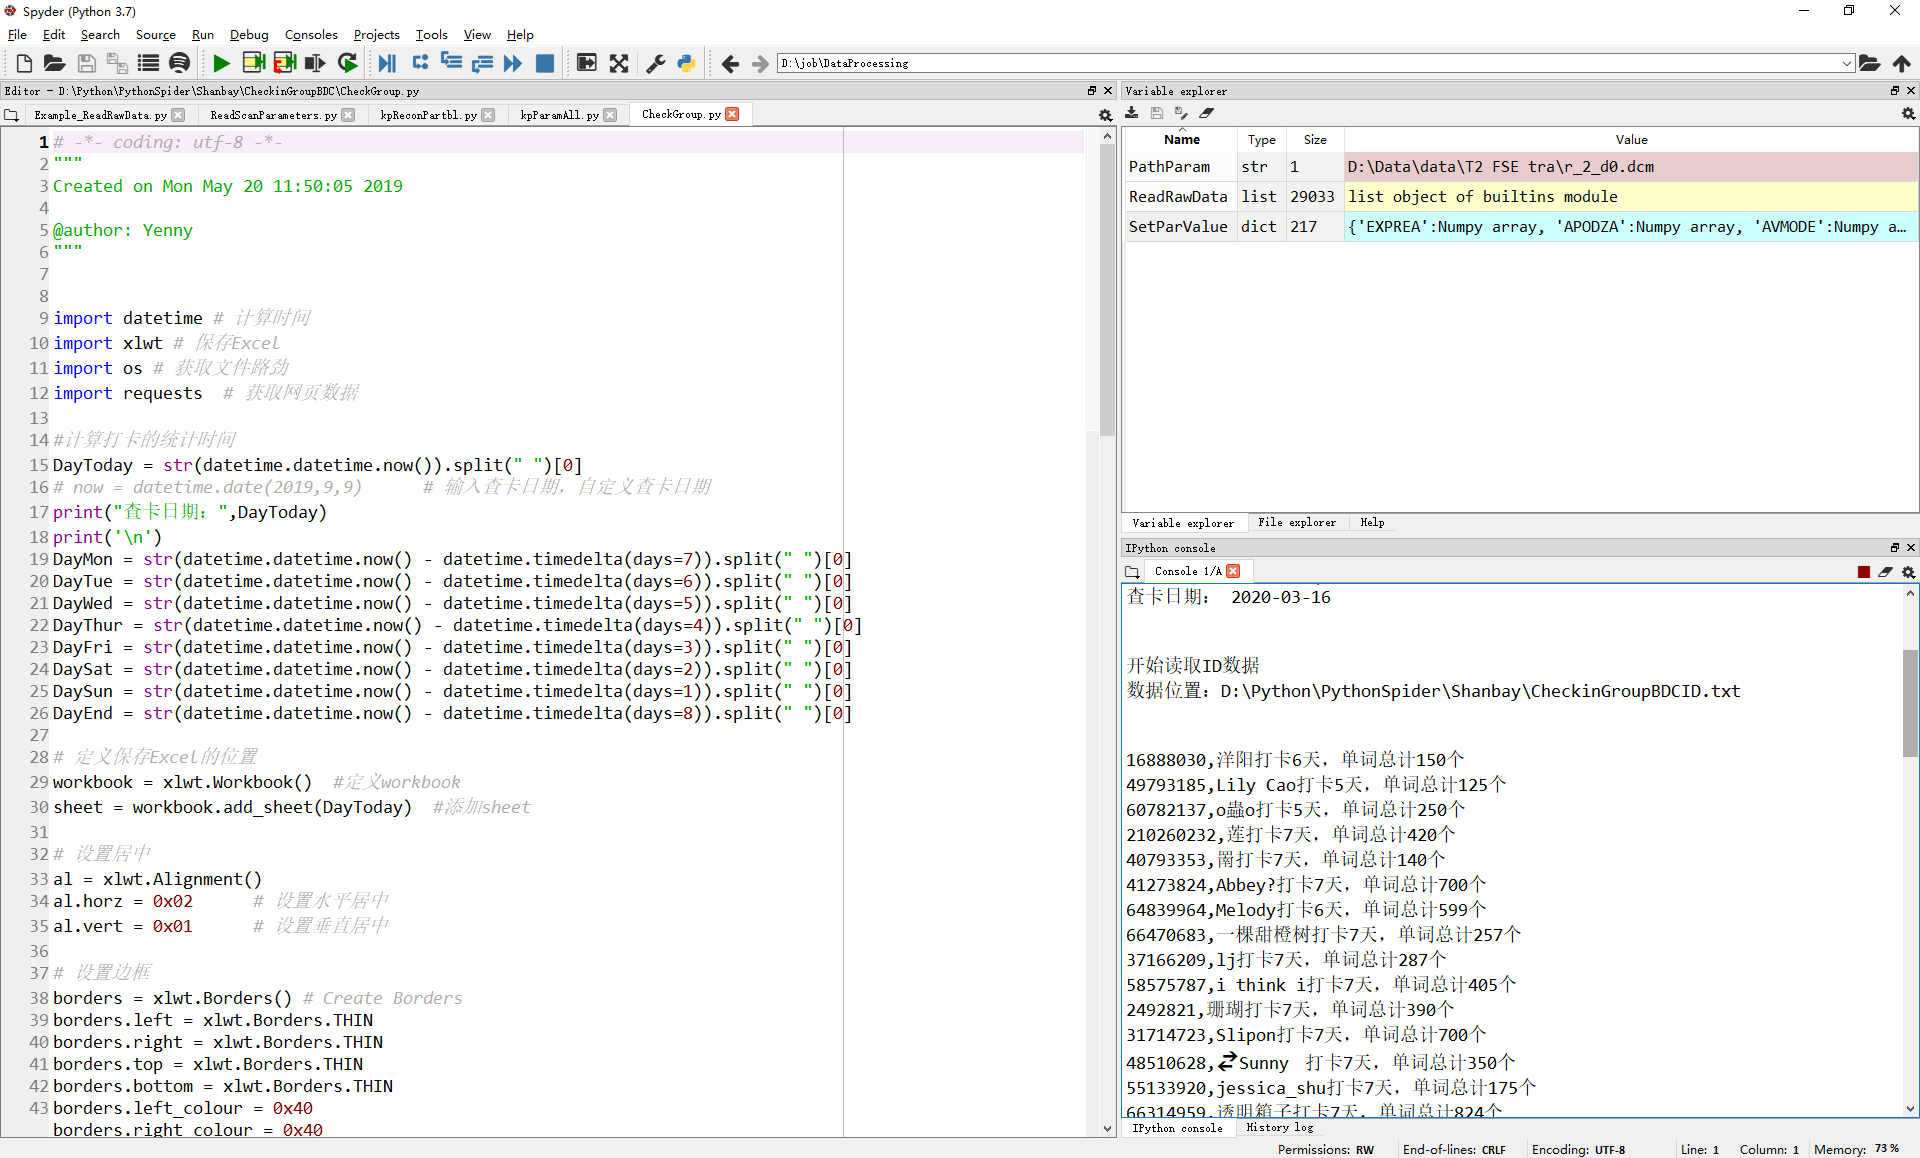 Spyder (Python 3.7)
File Edit Search Source Run Debug Consoles Projects Tools View Help
D:\job\DataProcessing
Editor - D:\Python\PythonSpider\Shanbay\CheckinGroupBDC\CheckGroup.py
Example_ReadRawData.py ReadScanParameters.py kpReconPartbl.py kpParamAll.py CheckGroup.py
1 # -*- coding: utf-8 -*-
2 """
3 Created on Mon May 20 11:50:05 2019
4
5 @author: Yenny
6 """
7
8
9 import datetime # 计算时间
10 import xlwt # 保存Excel
11 import os # 获取文件路劲
12 import requests  # 获取网页数据
13
14 #计算打卡的统计时间
15 DayToday = str(datetime.datetime.now()).split(" ")[0]
16 # now = datetime.date(2019,9,9)      # 输入查卡日期，自定义查卡日期
17 print("查卡日期：",DayToday)
18 print('\n')
19 DayMon = str(datetime.datetime.now() - datetime.timedelta(days=7)).split(" ")[0]
20 DayTue = str(datetime.datetime.now() - datetime.timedelta(days=6)).split(" ")[0]
21 DayWed = str(datetime.datetime.now() - datetime.timedelta(days=5)).split(" ")[0]
22 DayThur = str(datetime.datetime.now() - datetime.timedelta(days=4)).split(" ")[0]
23 DayFri = str(datetime.datetime.now() - datetime.timedelta(days=3)).split(" ")[0]
24 DaySat = str(datetime.datetime.now() - datetime.timedelta(days=2)).split(" ")[0]
25 DaySun = str(datetime.datetime.now() - datetime.timedelta(days=1)).split(" ")[0]
26 DayEnd = str(datetime.datetime.now() - datetime.timedelta(days=8)).split(" ")[0]
27
28 # 定义保存Excel的位置
29 workbook = xlwt.Workbook()  #定义workbook
30 sheet = workbook.add_sheet(DayToday)  #添加sheet
31
32 # 设置居中
33 al = xlwt.Alignment()
34 al.horz = 0x02      # 设置水平居中
35 al.vert = 0x01      # 设置垂直居中
36
37 # 设置边框
38 borders = xlwt.Borders() # Create Borders
39 borders.left = xlwt.Borders.THIN
40 borders.right = xlwt.Borders.THIN
41 borders.top = xlwt.Borders.THIN
42 borders.bottom = xlwt.Borders.THIN
43 borders.left_colour = 0x40
borders.right_colour = 0x40
Variable explorer
Name Type Size Value
PathParam str 1 D:\Data\data\T2 FSE tra\r_2_d0.dcm
ReadRawData list 29033 list object of builtins module
SetParValue dict 217 {'EXPREA':Numpy array, 'APODZA':Numpy array, 'AVMODE':Numpy a…
Variable explorer File explorer Help
IPython console
Console 1/A
查卡日期： 2020-03-16
开始读取ID数据
数据位置：D:\Python\PythonSpider\Shanbay\CheckinGroupBDCID.txt
16888030,洋阳打卡6天，单词总计150个
49793185,Lily Cao打卡5天，单词总计125个
60782137,o蟲o打卡5天，单词总计250个
210260232,莲打卡7天，单词总计420个
40793353,打卡7天，单词总计140个
41273824,Abbey?打卡7天，单词总计700个
64839964,Melody打卡6天，单词总计599个
66470683,一棵甜橙树打卡7天，单词总计257个
37166209,lj打卡7天，单词总计287个
58575787,i think i打卡7天，单词总计405个
2492821,珊瑚打卡7天，单词总计390个
31714723,Slipon打卡7天，单词总计700个
48510628,⇄Sunny 打卡7天，单词总计350个
55133920,jessica_shu打卡7天，单词总计175个
66314959,透明箱子打卡7天，单词总计824个
IPython console History log
Permissions: RW End-of-lines: CRLF Encoding: UTF-8 Line: 1 Column: 1 Memory: 73 %